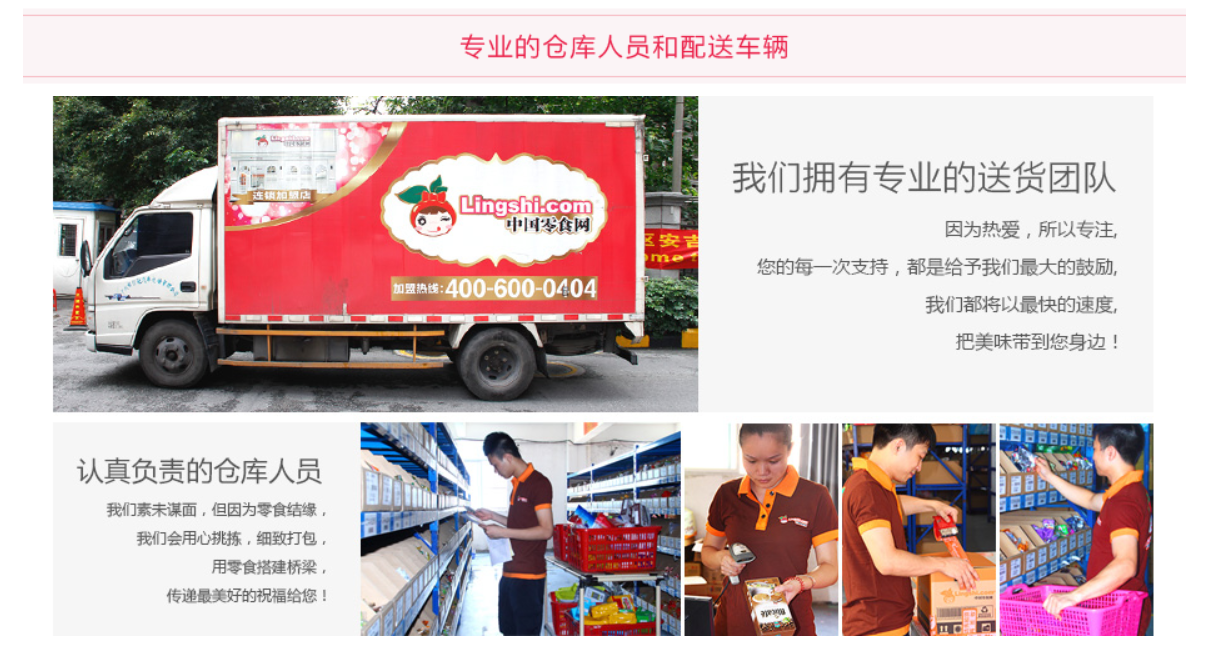 专业的仓库人员和配送车辆
Lingshi.com
连锁加盟店
Lingshi.com
中国零食网
加盟热线:400-600-0404
区安吉
我们拥有专业的送货团队
因为热爱，所以专注,
您的每一次支持，都是给予我们最大的鼓励,
我们都将以最快的速度,
把美味带到您身边！
认真负责的仓库人员
我们素未谋面，但因为零食结缘，
我们会用心挑拣，细致打包，
用零食搭建桥梁，
传递最美好的祝福给您！